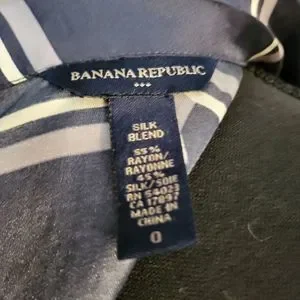 BANANA REPUBLIC
SILK
BLEND
55%
RAYON/
RAYONNE
45%
SILK/SOIE
RN 54023
CA 17897
MADE IN
CHINA
0